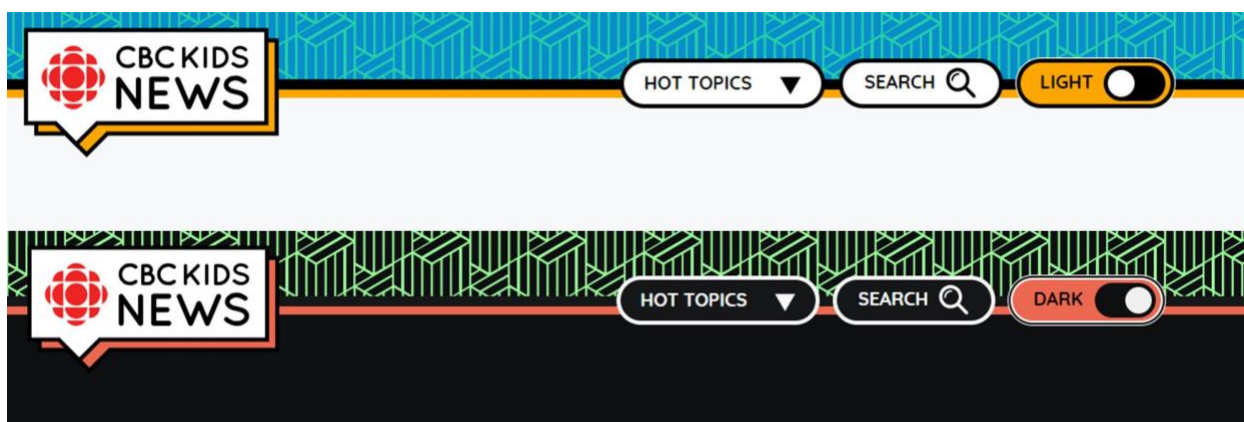 CBC KIDS
NEWS
HOT TOPICS
SEARCH
LIGHT
CBC KIDS
NEWS
HOT TOPICS
SEARCH
DARK